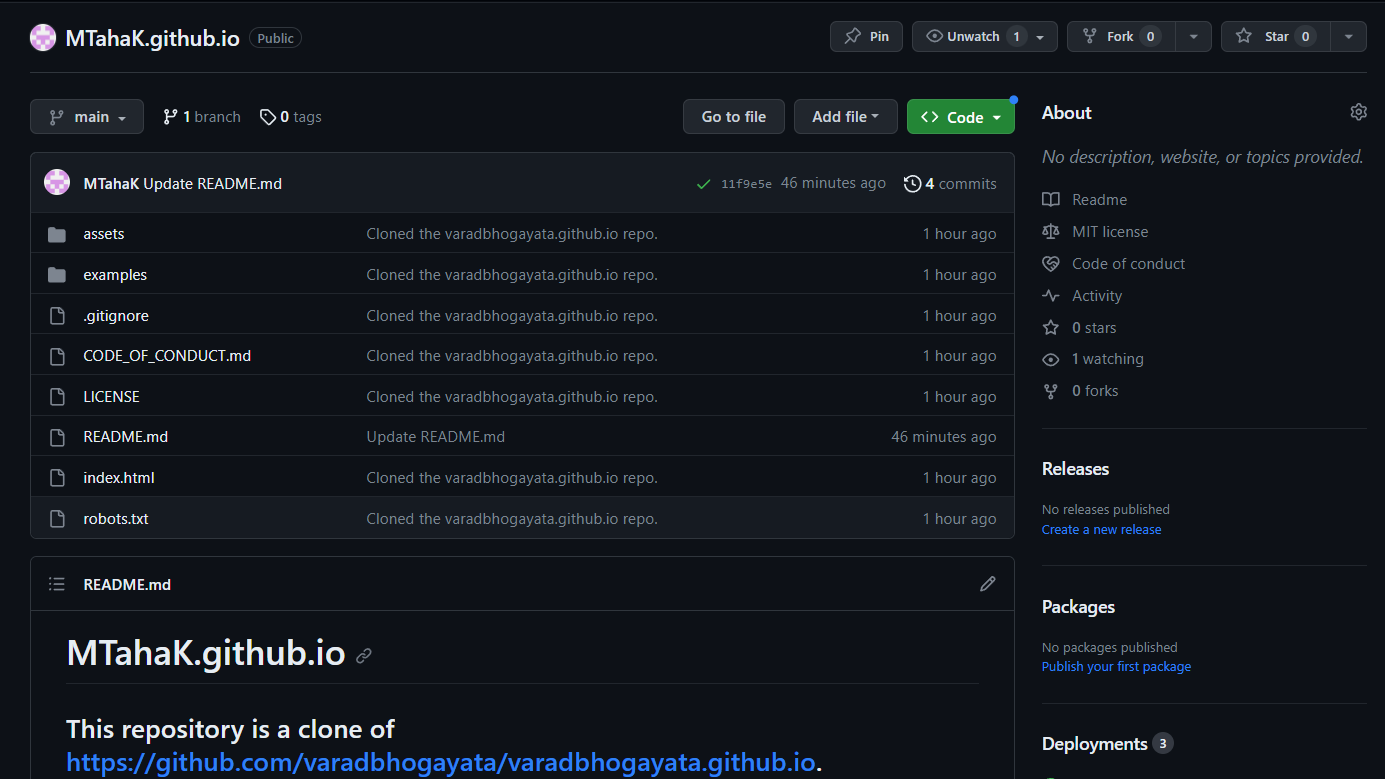 MTahaK.github.io Public Pin Unwatch 1 Fork 0 Star 0
main 1 branch 0 tags Go to file Add file Code
MTahaK Update README.md 11f9e5e 46 minutes ago 4 commits
assets Cloned the varadbhogayata.github.io repo. 1 hour ago
examples Cloned the varadbhogayata.github.io repo. 1 hour ago
.gitignore Cloned the varadbhogayata.github.io repo. 1 hour ago
CODE_OF_CONDUCT.md Cloned the varadbhogayata.github.io repo. 1 hour ago
LICENSE Cloned the varadbhogayata.github.io repo. 1 hour ago
README.md Update README.md 46 minutes ago
index.html Cloned the varadbhogayata.github.io repo. 1 hour ago
robots.txt Cloned the varadbhogayata.github.io repo. 1 hour ago
README.md
MTahaK.github.io
This repository is a clone of
https://github.com/varadbhogayata/varadbhogayata.github.io.
About
No description, website, or topics provided.
Readme
MIT license
Code of conduct
Activity
0 stars
1 watching
0 forks
Releases
No releases published
Create a new release
Packages
No packages published
Publish your first package
Deployments 3